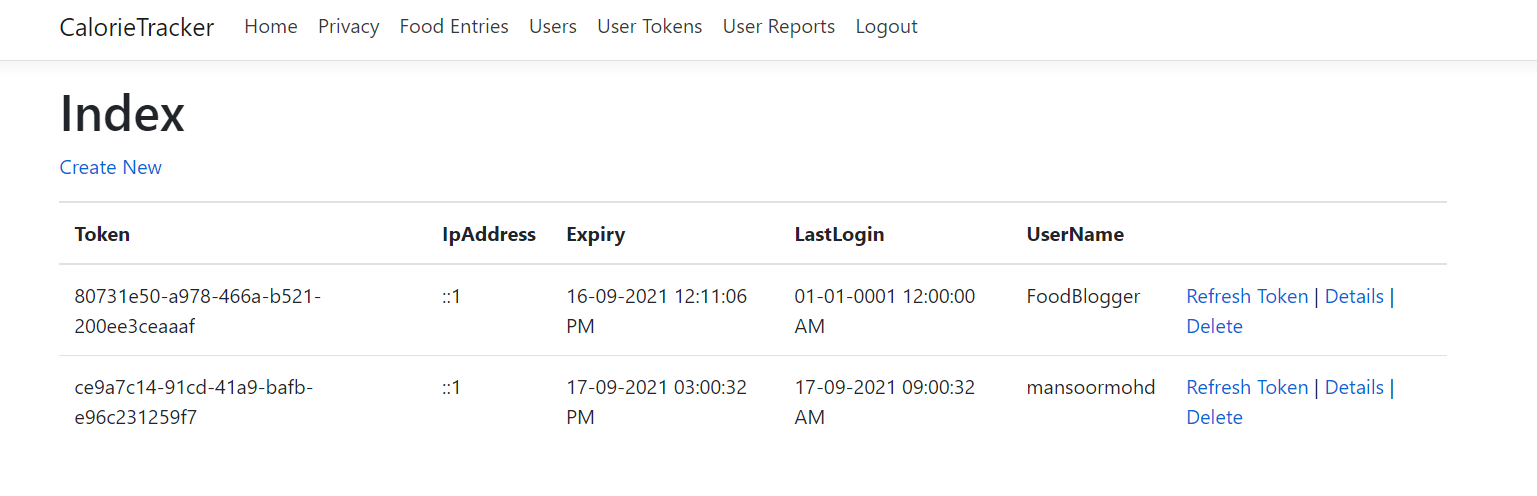 CalorieTracker Home Privacy Food Entries Users User Tokens User Reports Logout
Index
Create New
Token IpAddress Expiry LastLogin UserName
80731e50-a978-466a-b521- ::1 16-09-2021 12:11:06 01-01-0001 12:00:00 FoodBlogger Refresh Token | Details |
200ee3ceaaaf PM AM Delete
ce9a7c14-91cd-41a9-bafb- ::1 17-09-2021 03:00:32 17-09-2021 09:00:32 mansoormohd Refresh Token | Details |
e96c231259f7 PM AM Delete